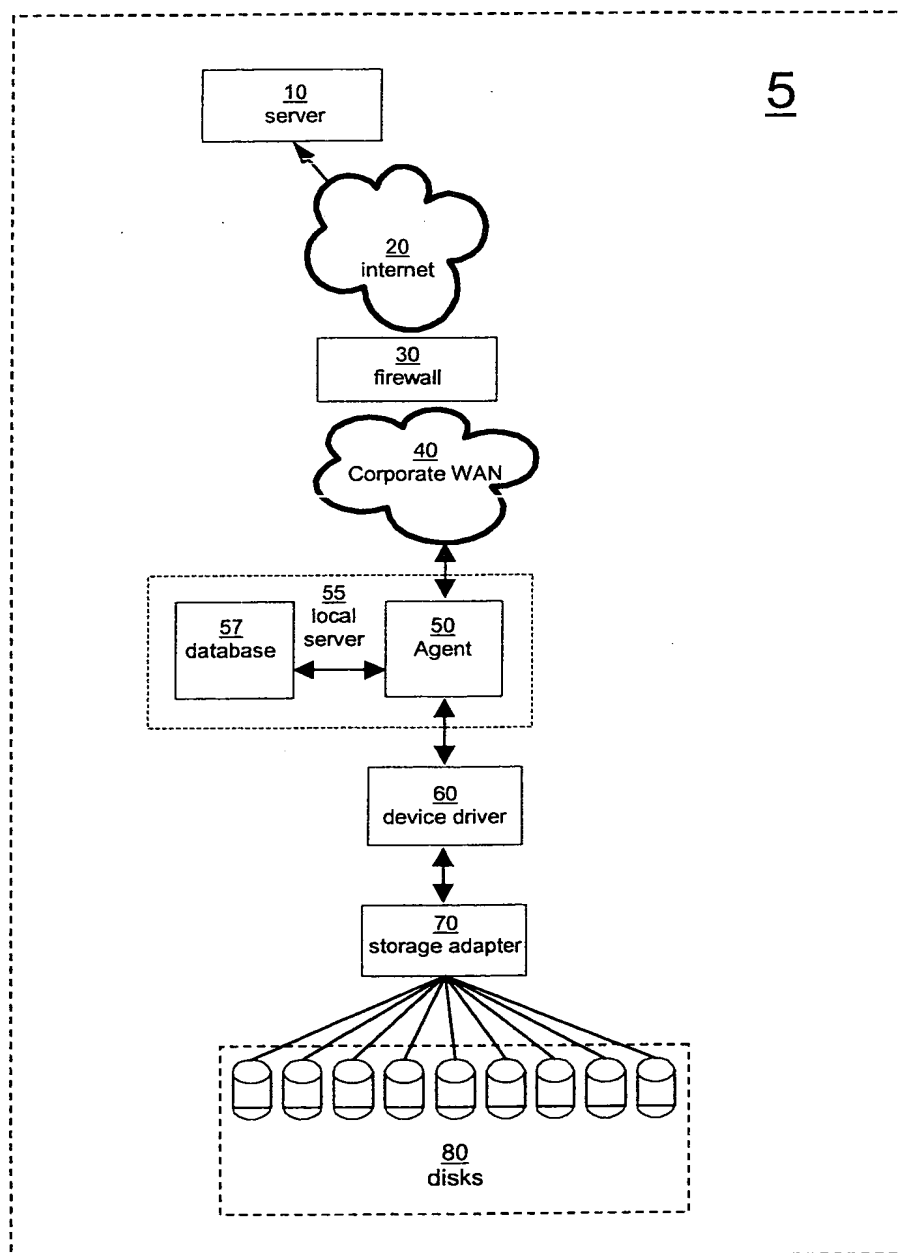 5
10
server
20
internet
30
firewall
40
Corporate WAN
55
local
server
57
database
50
Agent
60
device driver
70
storage adapter
80
disks